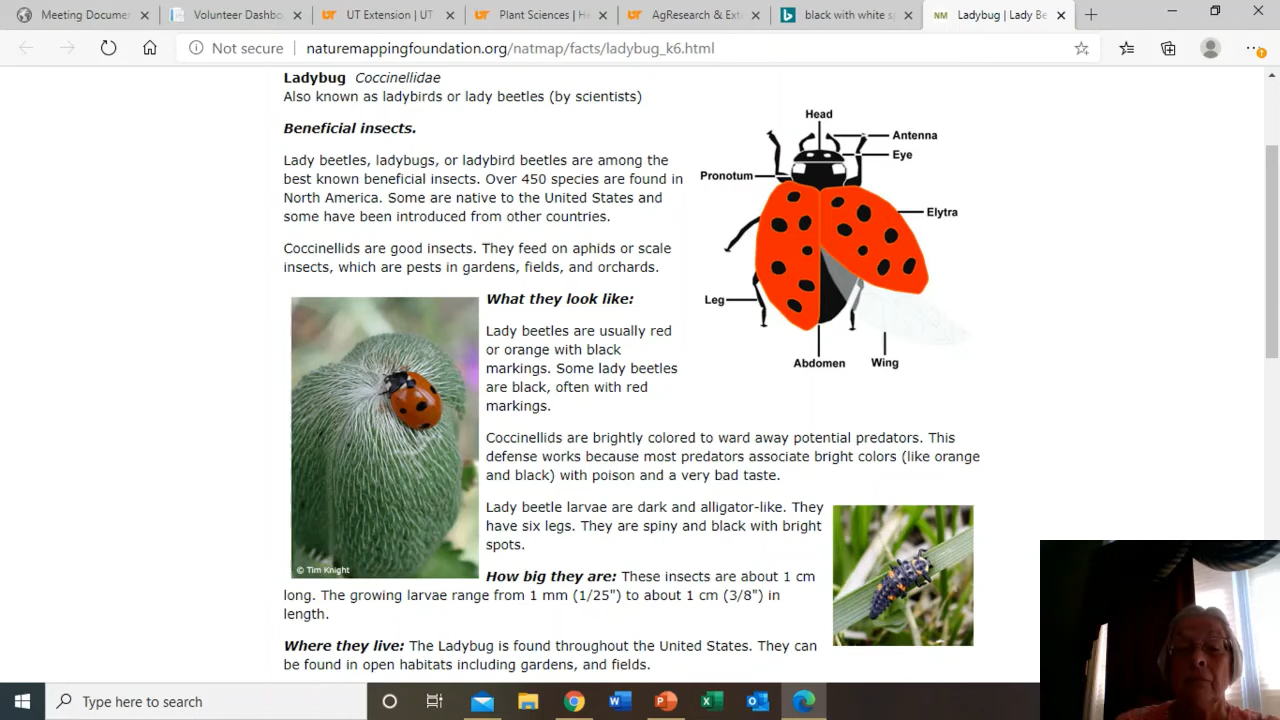 Meeting Documen
Volunteer Dashbo
UT Extension | UT
Plant Sciences | He
AgResearch & Exte
black with white s
NM
Ladybug | Lady Be
Not secure
naturemappingfoundation.org/natmap/facts/ladybug_k6.html
Ladybug Coccinellidae
Also known as ladybirds or lady beetles (by scientists)
Beneficial insects.
Lady beetles, ladybugs, or ladybird beetles are among the
best known beneficial insects. Over 450 species are found in
North America. Some are native to the United States and
some have been introduced from other countries.
Coccinellids are good insects. They feed on aphids or scale
insects, which are pests in gardens, fields, and orchards.
Head
Antenna
Eye
Pronotum
Elytra
Leg
Abdomen
Wing
What they look like:
Lady beetles are usually red
or orange with black
markings. Some lady beetles
are black, often with red
markings.
Coccinellids are brightly colored to ward away potential predators. This
defense works because most predators associate bright colors (like orange
and black) with poison and a very bad taste.
Lady beetle larvae are dark and alligator-like. They
have six legs. They are spiny and black with bright
spots.
© Tim Knight
How big they are: These insects are about 1 cm
long. The growing larvae range from 1 mm (1/25") to about 1 cm (3/8") in
length.
Where they live: The Ladybug is found throughout the United States. They can
be found in open habitats including gardens, and fields.
Type here to search